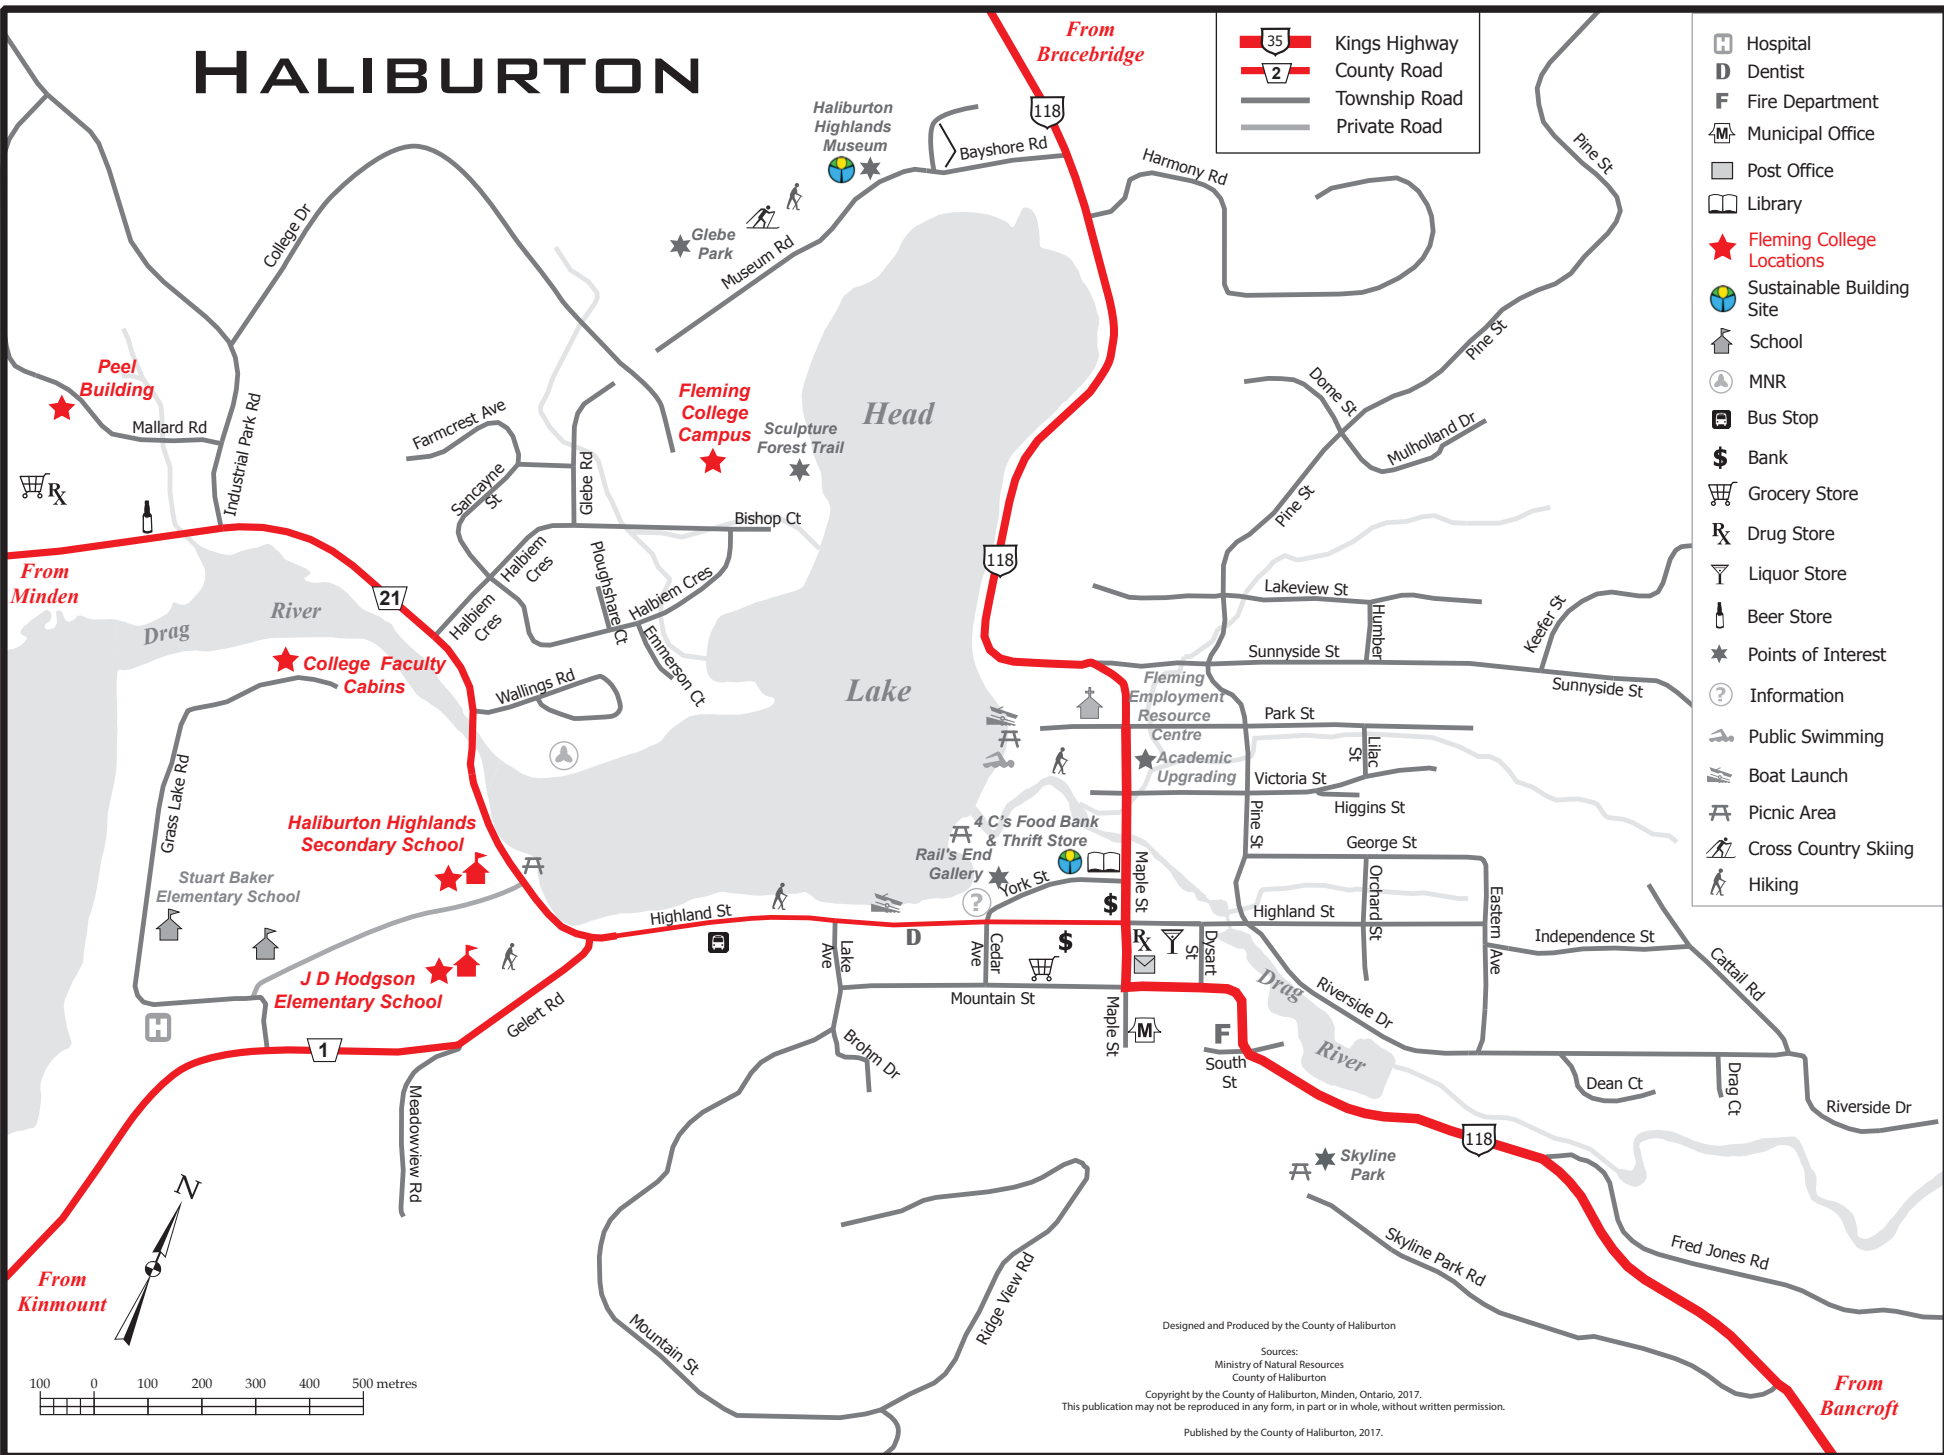 HALIBURTON
From
Bracebridge
118
35
Kings Highway
2
County Road
Township Road
Private Road
H
Hospital
D
Dentist
F
Fire Department
M
Municipal Office
Post Office
Library
Fleming College
Locations
Sustainable Building
Site
School
MNR
Bus Stop
$
Bank
Grocery Store
Rx
Drug Store
Liquor Store
Beer Store
Points of Interest
?
Information
Public Swimming
Boat Launch
Picnic Area
Cross Country Skiing
Hiking
Haliburton
Highlands
Museum
Bayshore Rd
Harmony Rd
Pine St
College Dr
Glebe
Park
Museum Rd
Pine St
Peel
Building
Mallard Rd
Industrial Park Rd
Farmcrest Ave
Sancayne
St
Glebe Rd
Fleming
College
Campus
Sculpture
Forest Trail
Head
Dome St
Mulholland Dr
Pine St
Rx
Bishop Ct
Halbiem
Cres
Ploughshare Ct
Halbiem Cres
Halbiem
Cres
Emmerson Ct
118
From
Minden
21
River
Drag
Lakeview St
Humber
Keefer St
Sunnyside St
Sunnyside St
College Faculty
Cabins
Wallings Rd
Lake
Fleming
Employment
Resource
Centre
Academic
Upgrading
Park St
Lilac
St
Victoria St
Higgins St
Grass Lake Rd
Haliburton Highlands
Secondary School
4 C's Food Bank
& Thrift Store
Rail's End
Gallery
York St
?
Maple St
Pine St
George St
Orchard St
Eastern
Ave
Stuart Baker
Elementary School
Highland St
$
Highland St
Independence St
Cattail Rd
D
$
Rx
Dysart
St
Lake
Ave
Cedar
Ave
J D Hodgson
Elementary School
Gelert Rd
Mountain St
Maple St
M
F
South
St
Drag
River
Riverside Dr
H
1
Brohm Dr
Meadowview Rd
Dean Ct
Drag Ct
Riverside Dr
118
Skyline
Park
Skyline Park Rd
Fred Jones Rd
N
From
Kinmount
Mountain St
Ridge View Rd
100 0 100 200 300 400 500 metres
Designed and Produced by the County of Haliburton
Sources:
Ministry of Natural Resources
County of Haliburton
Copyright by the County of Haliburton, Minden, Ontario, 2017.
This publication may not be reproduced in any form, in part or in whole, without written permission.
Published by the County of Haliburton, 2017.
From
Bancroft